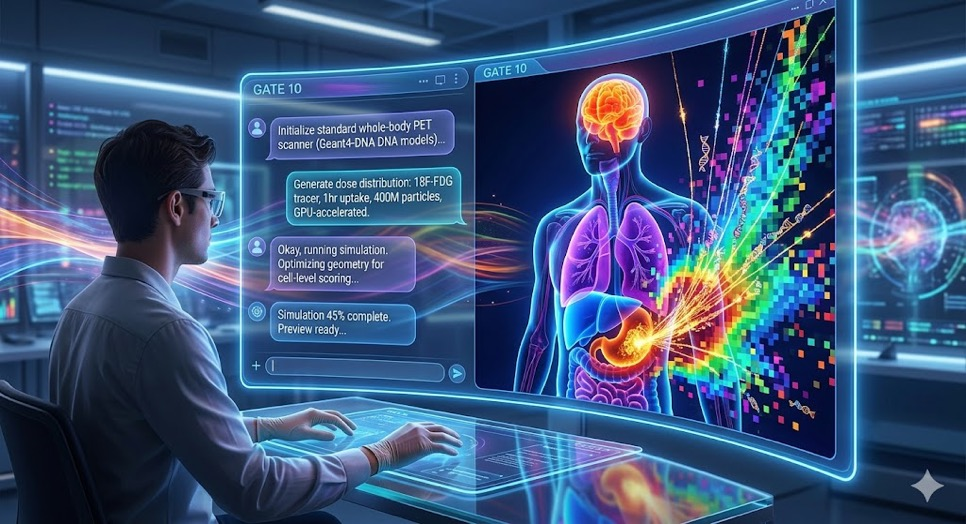 GATE 10
Initialize standard whole-body PET
scanner (Geant4-DNA DNA models)...
Generate dose distribution: 18F-FDG
tracer, 1hr uptake, 400M particles,
GPU-accelerated.
Okay, running simulation.
Optimizing geometry for
cell-level scoring...
Simulation 45% complete.
Preview ready...
GATE 10